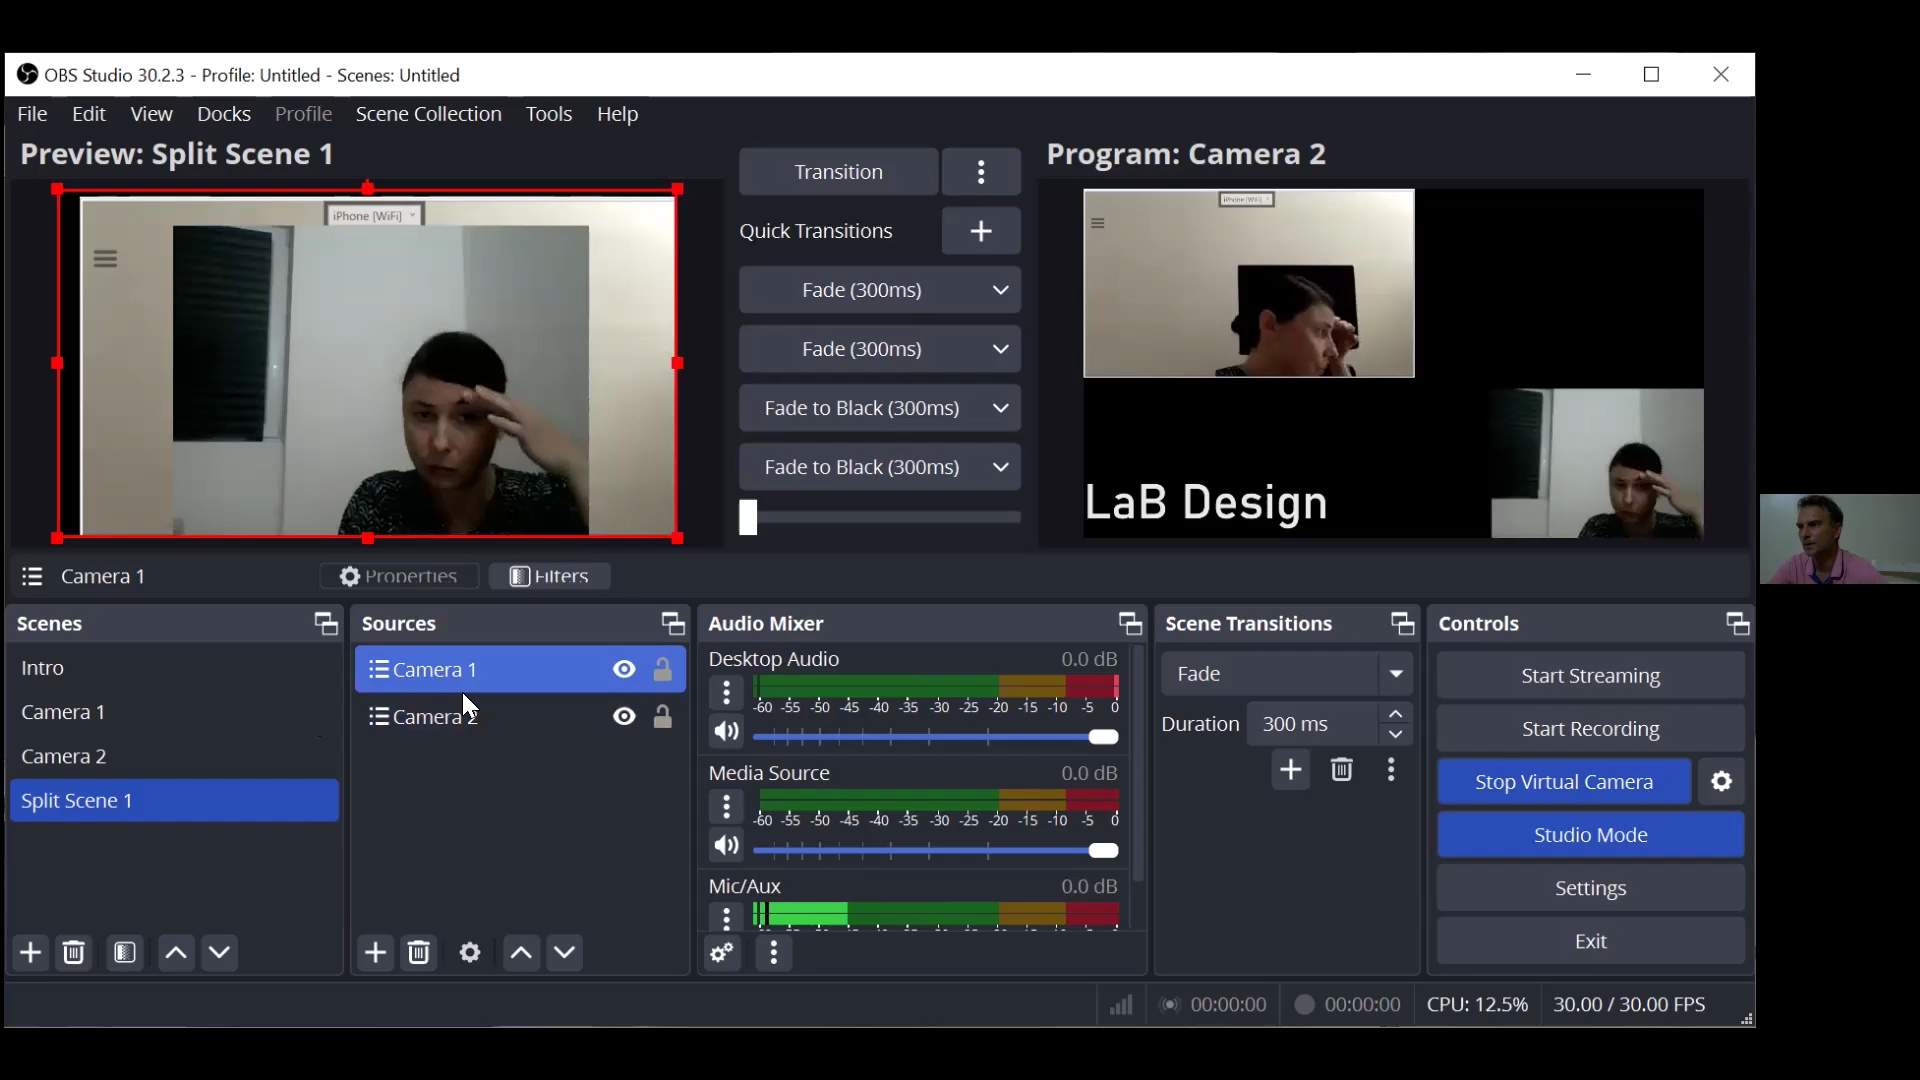 OBS Studio 30.2.3 - Profile: Untitled - Scenes: Untitled
File Edit View Docks Profile Scene Collection Tools Help
Preview: Split Scene 1
Program: Camera 2
iPhone (WiFi)
iPhone (WiFi)
LaB Design
Transition
Quick Transitions
Fade (300ms)
Fade (300ms)
Fade to Black (300ms)
Fade to Black (300ms)
Camera 1
Properties
Filters
Scenes
Intro
Camera 1
Camera 2
Split Scene 1
Sources
Camera 1
Camera 2
Audio Mixer
Desktop Audio 0.0 dB
-60 -55 -50 -45 -40 -35 -30 -25 -20 -15 -10 -5 0
Media Source 0.0 dB
-60 -55 -50 -45 -40 -35 -30 -25 -20 -15 -10 -5 0
Mic/Aux 0.0 dB
Scene Transitions
Fade
Duration 300 ms
Controls
Start Streaming
Start Recording
Stop Virtual Camera
Studio Mode
Settings
Exit
00:00:00 00:00:00 CPU: 12.5% 30.00 / 30.00 FPS